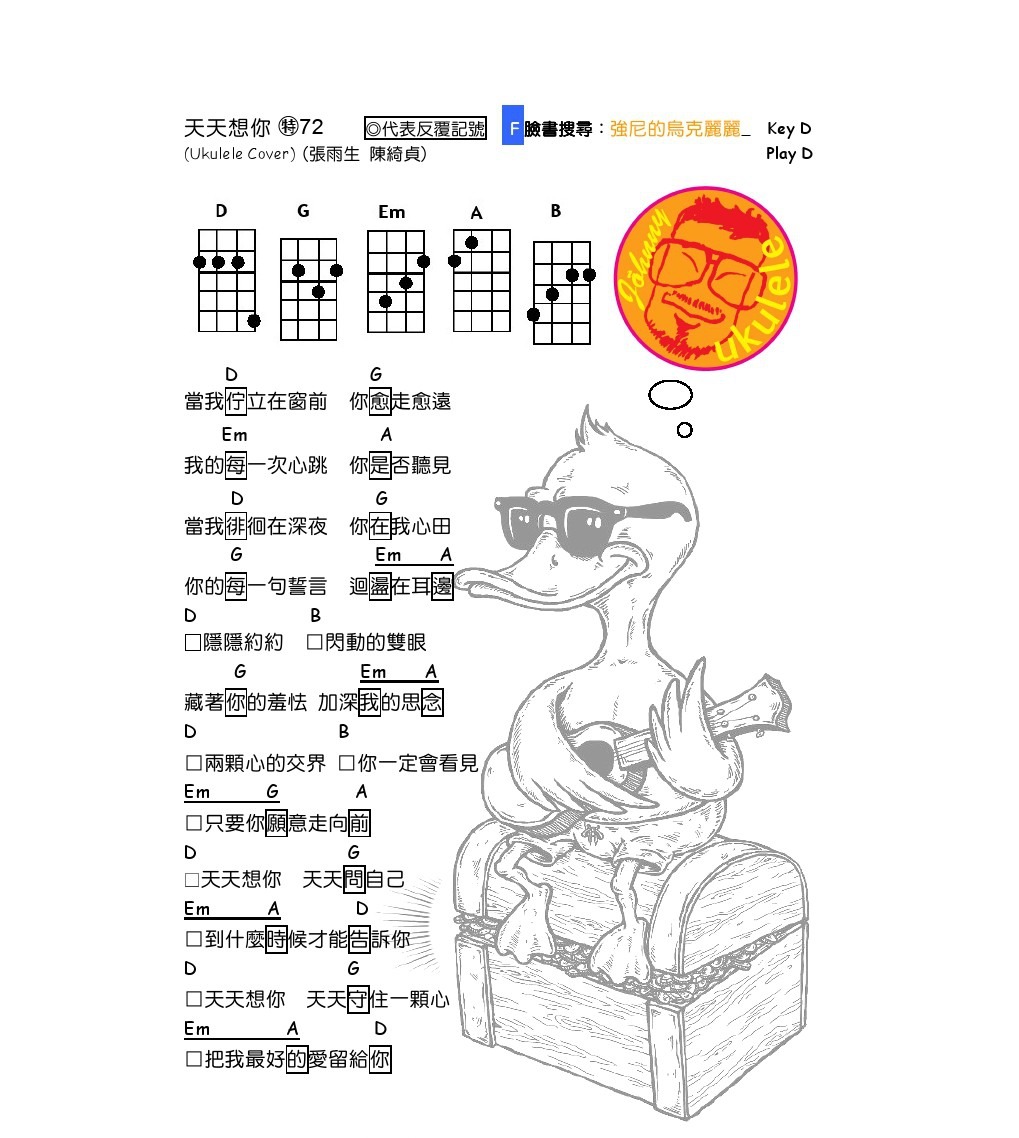 天天想你 ㊕72 ◎代表反覆記號 F臉書搜尋：強尼的烏克麗麗_ Key D
(Ukulele Cover) (張雨生 陳綺貞) Play D
D G Em A B
Johnny
ukulele
D G
當我佇立在窗前 你愈走愈遠
Em A
我的每一次心跳 你是否聽見
D G
當我徘徊在深夜 你在我心田
G Em A
你的每一句誓言 迴盪在耳邊
D B
□隱隱約約 □閃動的雙眼
G Em A
藏著你的羞怯 加深我的思念
D B
□兩顆心的交界 □你一定會看見
Em G A
□只要你願意走向前
D G
□天天想你 天天問自己
Em A D
□到什麼時候才能告訴你
D G
□天天想你 天天守住一顆心
Em A D
□把我最好的愛留給你